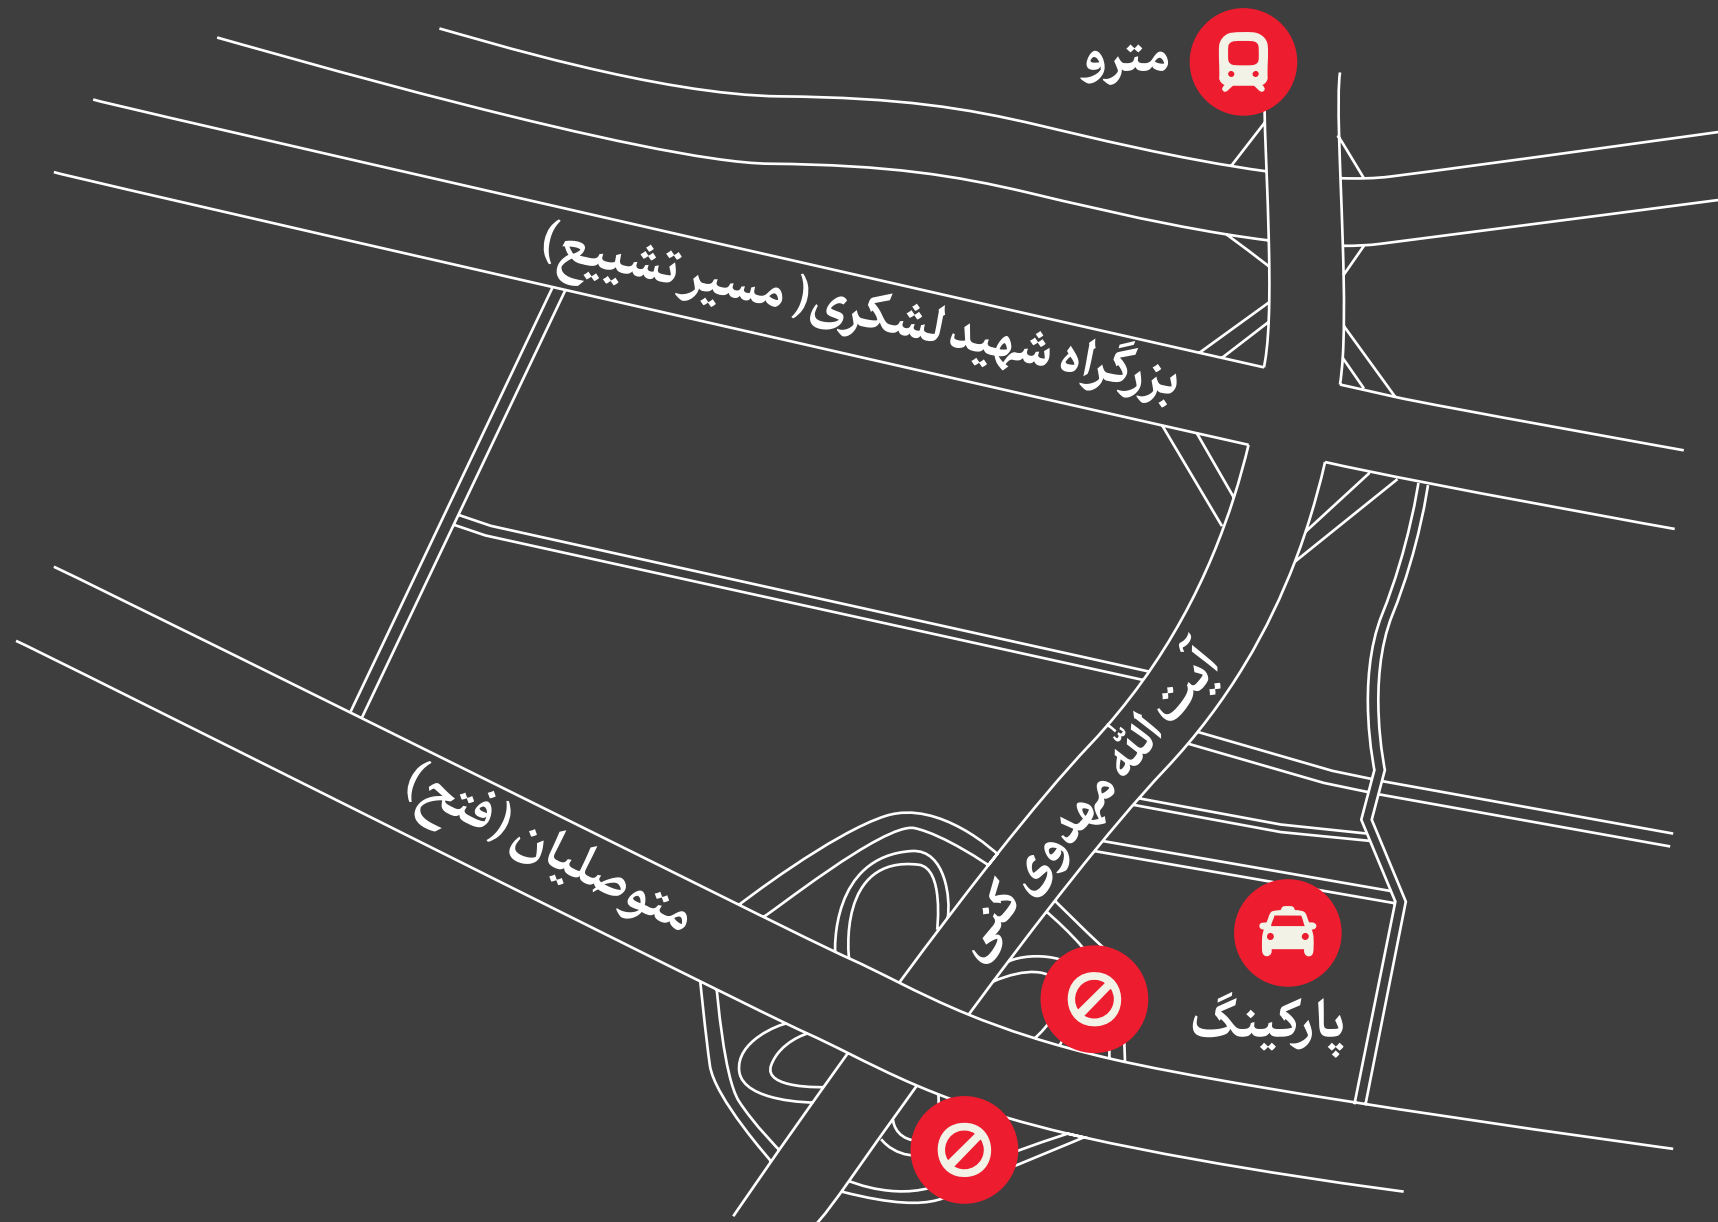 مترو
بزرگراه شهید لشکری( مسیر تشییع)
آیت الله مهدوی کنی
متوصلیان (فتح)
پارکینگ